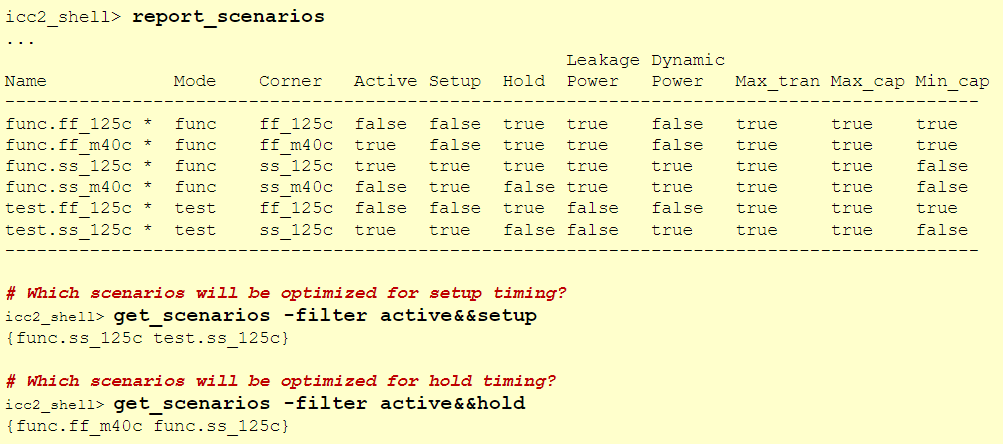 icc2_shell> report_scenarios
...
Leakage Dynamic
Name Mode Corner Active Setup Hold Power Power Max_tran Max_cap Min_cap
--------------------------------------------------------------------------------------------
func.ff_125c * func ff_125c false false true true false true true true
func.ff_m40c * func ff_m40c true false true true false true true true
func.ss_125c * func ss_125c true true true true true true true false
func.ss_m40c * func ss_m40c false true false true true true true false
test.ff_125c * test ff_125c false false true false false true true true
test.ss_125c * test ss_125c true true false false true true true false
--------------------------------------------------------------------------------------------
# Which scenarios will be optimized for setup timing?
icc2_shell> get_scenarios -filter active&&setup
{func.ss_125c test.ss_125c}
# Which scenarios will be optimized for hold timing?
icc2_shell> get_scenarios -filter active&&hold
{func.ff_m40c func.ss_125c}